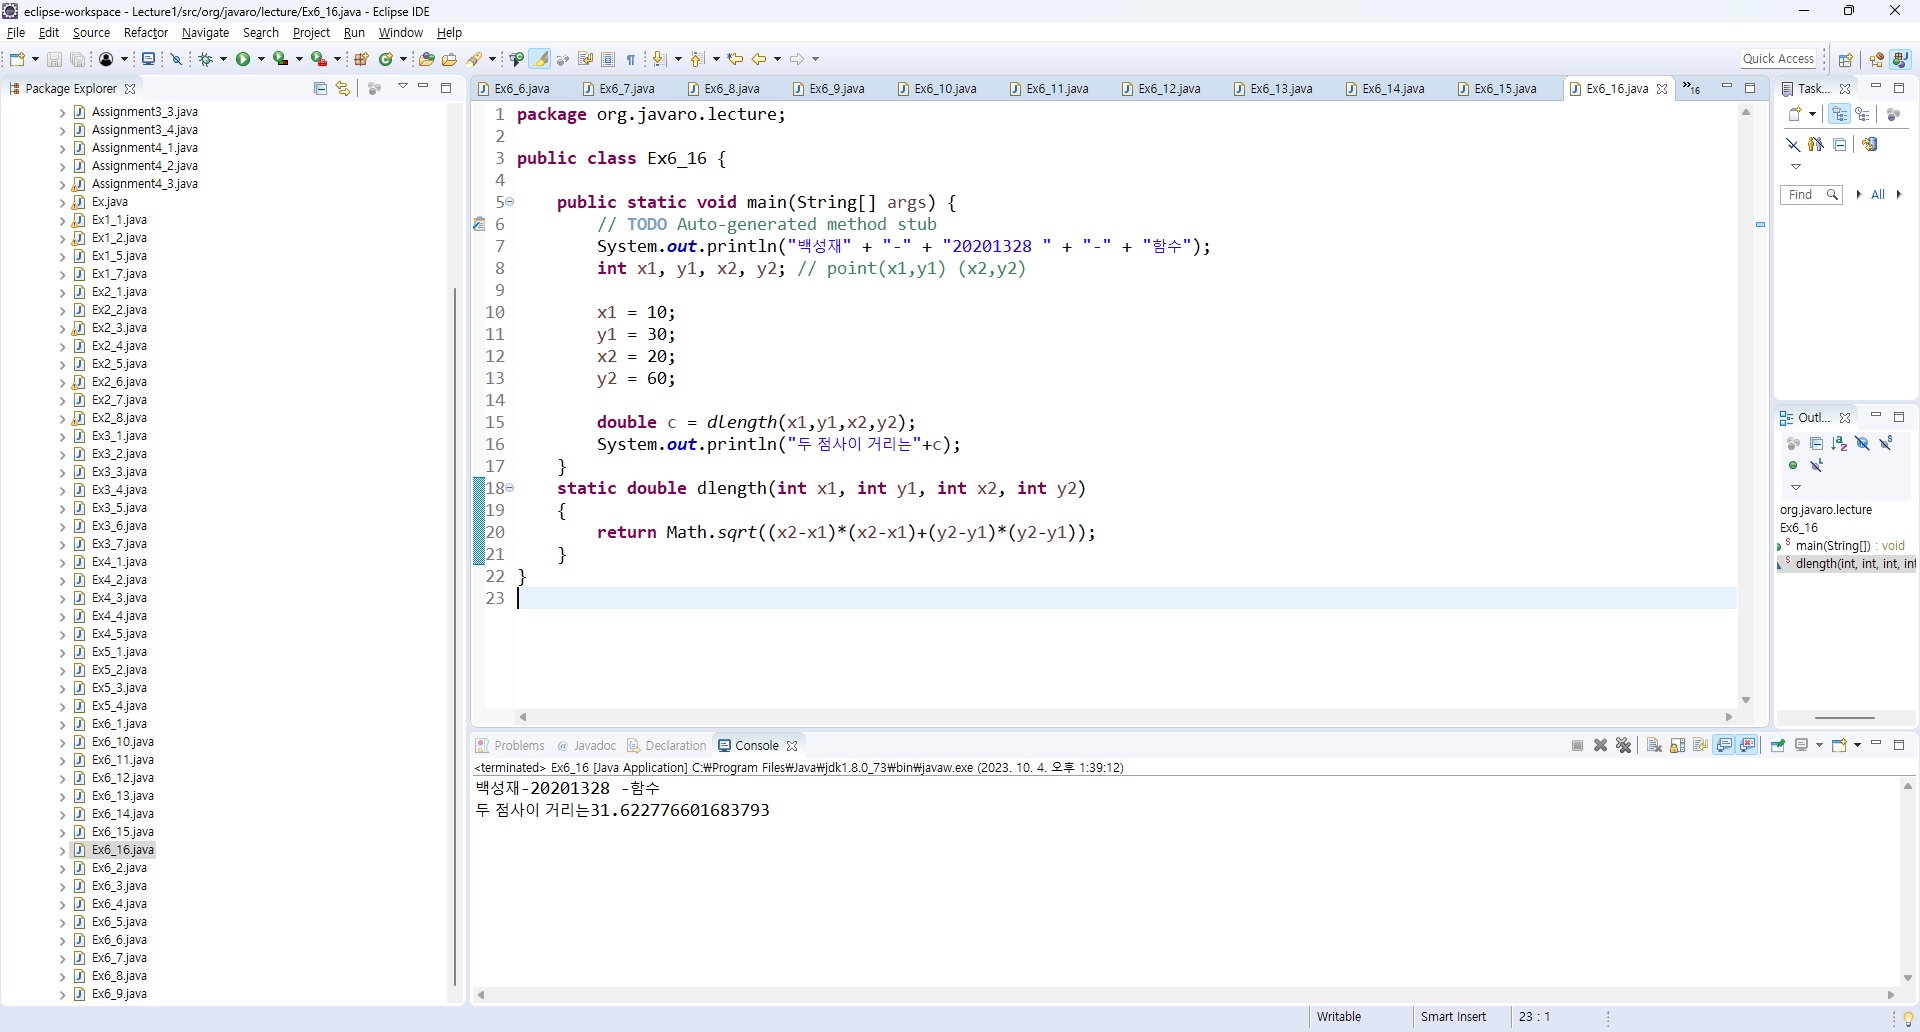 eclipse-workspace - Lecture1/src/org/javaro/lecture/Ex6_16.java - Eclipse IDE
File Edit Source Refactor Navigate Search Project Run Window Help
Quick Access
Package Explorer
Assignment3_3.java
Assignment3_4.java
Assignment4_1.java
Assignment4_2.java
Assignment4_3.java
Ex.java
Ex1_1.java
Ex1_2.java
Ex1_5.java
Ex1_7.java
Ex2_1.java
Ex2_2.java
Ex2_3.java
Ex2_4.java
Ex2_5.java
Ex2_6.java
Ex2_7.java
Ex2_8.java
Ex3_1.java
Ex3_2.java
Ex3_3.java
Ex3_4.java
Ex3_5.java
Ex3_6.java
Ex3_7.java
Ex4_1.java
Ex4_2.java
Ex4_3.java
Ex4_4.java
Ex4_5.java
Ex5_1.java
Ex5_2.java
Ex5_3.java
Ex5_4.java
Ex6_1.java
Ex6_10.java
Ex6_11.java
Ex6_12.java
Ex6_13.java
Ex6_14.java
Ex6_15.java
Ex6_16.java
Ex6_2.java
Ex6_3.java
Ex6_4.java
Ex6_5.java
Ex6_6.java
Ex6_7.java
Ex6_8.java
Ex6_9.java
Ex6_6.java Ex6_7.java Ex6_8.java Ex6_9.java Ex6_10.java Ex6_11.java Ex6_12.java Ex6_13.java Ex6_14.java Ex6_15.java Ex6_16.java »16
1 package org.javaro.lecture;
2
3 public class Ex6_16 {
4
5 public static void main(String[] args) {
6 // TODO Auto-generated method stub
7 System.out.println("백성재" + "-" + "20201328 " + "-" + "함수");
8 int x1, y1, x2, y2; // point(x1,y1) (x2,y2)
9
10 x1 = 10;
11 y1 = 30;
12 x2 = 20;
13 y2 = 60;
14
15 double c = dlength(x1,y1,x2,y2);
16 System.out.println("두 점사이 거리는"+c);
17 }
18 static double dlength(int x1, int y1, int x2, int y2)
19 {
20 return Math.sqrt((x2-x1)*(x2-x1)+(y2-y1)*(y2-y1));
21 }
22 }
23
Task...
Find All
Outl...
org.javaro.lecture
Ex6_16
main(String[]) : void
dlength(int, int, int, int
Problems @ Javadoc Declaration Console
<terminated> Ex6_16 [Java Application] C:₩Program Files₩Java₩jdk1.8.0_73₩bin₩javaw.exe (2023. 10. 4. 오후 1:39:12)
백성재-20201328 -함수
두 점사이 거리는31.622776601683793
Writable Smart Insert 23 : 1